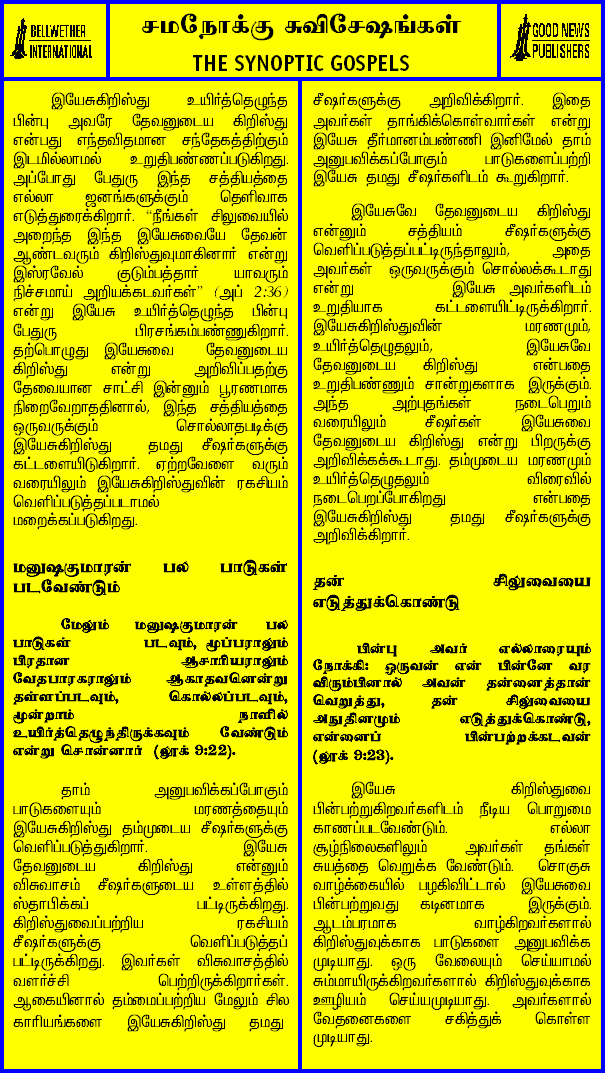 BELLWETHER
INTERNATIONAL
சமநோக்கு சுவிசேஷங்கள்
THE SYNOPTIC GOSPELS
GOOD NEWS
PUBLISHERS
இயேசுகிறிஸ்து உயிர்த்தெழுந்த
பின்பு அவரே தேவனுடைய கிறிஸ்து
என்பது எந்தவிதமான சந்தேகத்திற்கும்
இடமில்லாமல் உறுதிபண்ணப்படுகிறது.
அப்போது பேதுரு இந்த சத்தியத்தை
எல்லா ஜனங்களுக்கும் தெளிவாக
எடுத்துரைக்கிறார். “நீங்கள் சிலுவையில்
அறைந்த இந்த இயேசுவையே தேவன்
ஆண்டவரும் கிறிஸ்துவுமாகினார் என்று
இஸ்ரவேல் குடும்பத்தார் யாவரும்
நிச்சமாய் அறியக்கடவர்கள்” (அப் 2:36)
என்று இயேசு உயிர்த்தெழுந்த பின்பு
பேதுரு பிரசங்கம்பண்ணுகிறார்.
தற்பொழுது இயேசுவை தேவனுடைய
கிறிஸ்து என்று அறிவிப்பதற்கு
தேவையான சாட்சி இன்னும் பூரணமாக
நிறைவேறாததினால், இந்த சத்தியத்தை
ஒருவருக்கும் சொல்லாதபடிக்கு
இயேசுகிறிஸ்து தமது சீஷர்களுக்கு
கட்டளையிடுகிறார். ஏற்றவேளை வரும்
வரையிலும் இயேசுகிறிஸ்துவின் ரகசியம்
வெளிப்படுத்தப்படாமல்
மறைக்கப்படுகிறது.
மனுஷகுமாரன் பல பாடுகள்
படவேண்டும்
மேலும் மனுஷகுமாரன் பல
பாடுகள் படவும், மூப்பராலும்
பிரதான ஆசாரியராலும்
வேதபாரகராலும் ஆகாதவனென்று
தள்ளப்படவும், கொல்லப்படவும்,
மூன்றாம் நாளில்
உயிர்த்தெழுந்திருக்கவும் வேண்டும்
என்று சொன்னார் (லூக் 9:22).
தாம் அனுபவிக்கப்போகும்
பாடுகளையும் மரணத்தையும்
இயேசுகிறிஸ்து தம்முடைய சீஷர்களுக்கு
வெளிப்படுத்துகிறார். இயேசு
தேவனுடைய கிறிஸ்து என்னும்
விசுவாசம் சீஷர்களுடைய உள்ளத்தில்
ஸ்தாபிக்கப் பட்டிருக்கிறது.
கிறிஸ்துவைப்பற்றிய ரகசியம்
சீஷர்களுக்கு வெளிப்படுத்தப்
பட்டிருக்கிறது. இவர்கள் விசுவாசத்தில்
வளர்ச்சி பெற்றிருக்கிறார்கள்.
ஆகையினால் தம்மைப்பற்றிய மேலும் சில
காரியங்களை இயேசுகிறிஸ்து தமது
சீஷர்களுக்கு அறிவிக்கிறார். இதை
அவர்கள் தாங்கிக்கொள்வார்கள் என்று
இயேசு தீர்மானம்பண்ணி இனிமேல் தாம்
அனுபவிக்கப்போகும் பாடுகளைப்பற்றி
இயேசு தமது சீஷர்களிடம் கூறுகிறார்.
இயேசுவே தேவனுடைய கிறிஸ்து
என்னும் சத்தியம் சீஷர்களுக்கு
வெளிப்படுத்தப்பட்டிருந்தாலும், அதை
அவர்கள் ஒருவருக்கும் சொல்லக்கூடாது
என்று இயேசு அவர்களிடம்
உறுதியாக கட்டளையிட்டிருக்கிறார்.
இயேசுகிறிஸ்துவின் மரணமும்,
உயிர்த்தெழுதலும், இயேசுவே
தேவனுடைய கிறிஸ்து என்பதை
உறுதிபண்ணும் சான்றுகளாக இருக்கும்.
அந்த அற்புதங்கள் நடைபெறும்
வரையிலும் சீஷர்கள் இயேசுவை
தேவனுடைய கிறிஸ்து என்று பிறருக்கு
அறிவிக்கக்கூடாது. தம்முடைய மரணமும்
உயிர்த்தெழுதலும் விரைவில்
நடைபெறப்போகிறது என்பதை
இயேசுகிறிஸ்து தமது சீஷர்களுக்கு
அறிவிக்கிறார்.
தன் சிலுவையை
எடுத்துக்கொண்டு
பின்பு அவர் எல்லாரையும்
நோக்கி: ஒருவன் என் பின்னே வர
விரும்பினால் அவன் தன்னைத்தான்
வெறுத்து, தன் சிலுவையை
அநுதினமும் எடுத்துக்கொண்டு,
என்னைப் பின்பற்றக்கடவன்
(லூக் 9:23).
இயேசு கிறிஸ்துவை
பின்பற்றுகிறவர்களிடம் நீடிய பொறுமை
காணப்படவேண்டும். எல்லா
சூழ்நிலைகளிலும் அவர்கள் தங்கள்
சுயத்தை வெறுக்க வேண்டும். சொகுசு
வாழ்க்கையில் பழகிவிட்டால் இயேசுவை
பின்பற்றுவது கடினமாக இருக்கும்.
ஆடம்பரமாக வாழ்கிறவர்களால்
கிறிஸ்துவுக்காக பாடுகளை அனுபவிக்க
முடியாது. ஒரு வேலையும் செய்யாமல்
சும்மாயிருக்கிறவர்களால் கிறிஸ்துவுக்காக
ஊழியம் செய்யமுடியாது. அவர்களால்
வேதனைகளை சகித்துக் கொள்ள
முடியாது.